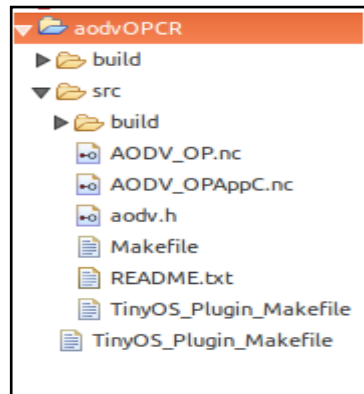 aodvOPCR
build
src
build
AODV_OP.nc
AODV_OPAppC.nc
aodv.h
Makefile
README.txt
TinyOS_Plugin_Makefile
TinyOS_Plugin_Makefile